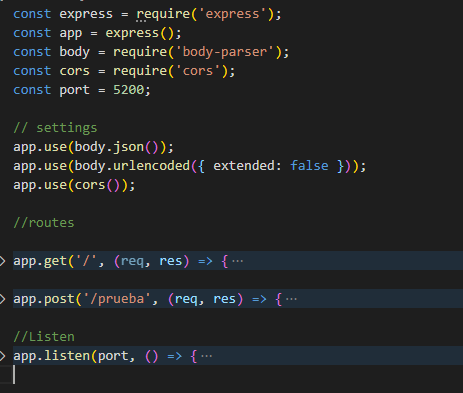 const express = require('express');
const app = express();
const body = require('body-parser');
const cors = require('cors');
const port = 5200;
// settings
app.use(body.json());
app.use(body.urlencoded({ extended: false }));
app.use(cors());
//routes
app.get('/', (req, res) => {···
app.post('/prueba', (req, res) => {···
//Listen
app.listen(port, () => {···